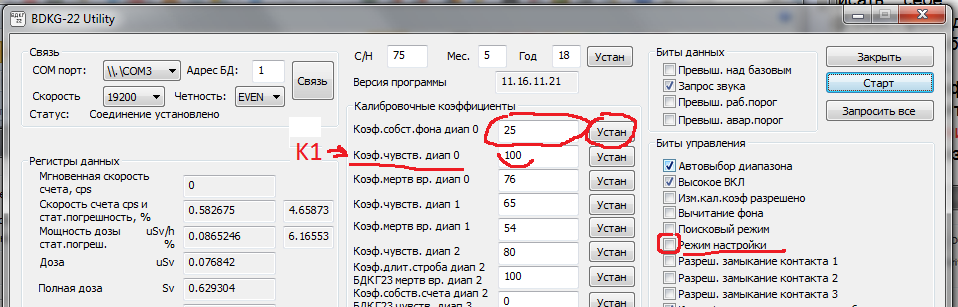 ВДКГ 22 BDKG-22 Utility
Связь
COM порт: \\.\COM3 Адрес БД: 1 Связь
Скорость 19200 Четность: EVEN
Статус: Соединение установлено
С/Н 75 Мес. 5 Год 18 Устан
Версия программы 11.16.11.21
Калибровочные коэффициенты
Коэф.собст.фона диап 0 25 Устан
K1 Коэф.чувств. диап 0 100 Устан
Коэф.мертв вр. диап 0 76 Устан
Коэф.чувств. диап 1 65 Устан
Коэф.мертв вр. диап 1 54 Устан
Коэф.чувств. диап 2 80 Устан
Коэф.длит.строба диап 2
БДКГ23 мертв вр. диап 2 100 Устан
Коэф.собств.счета диап 2 0 Устан
БДКГ23 чувств. диап 3
Регистры данных
Мгновенная скорость
счета, cps 0
Скорость счета cps и
стат.погрешность, % 0.582675 4.65873
Мощность дозы uSv/h
стат.погреш. % 0.0865246 6.16553
Доза uSv 0.076842
Полная доза Sv 0.629304
Биты данных
Превыш. над базовым
Запрос звука
Превыш. раб.порог
Превыш. авар.порог
Закрыть
Старт
Запросить все
Биты управления
Автовыбор диапазона
Высокое ВКЛ
Изм.кал.коэф разрешено
Вычитание фона
Поисковый режим
Режим настройки
Разреш. замыкание контакта 1
Разреш. замыкание контакта 2
Разреш. замыкание контакта 3